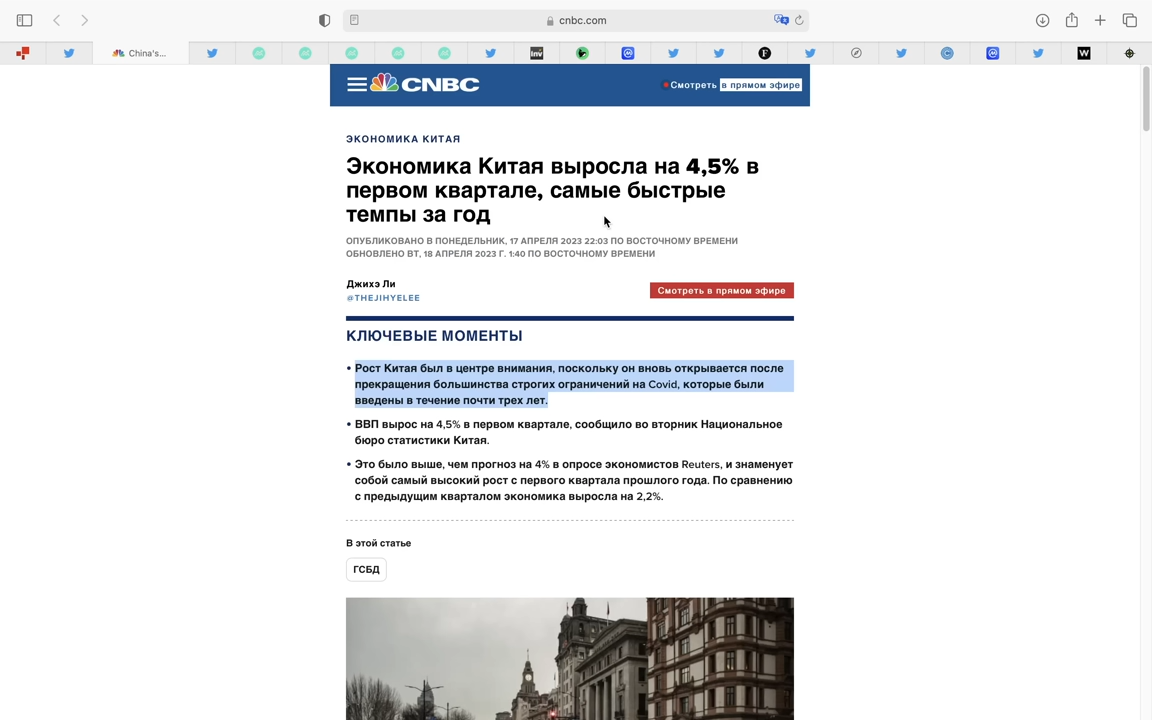 cnbc.com
China's...
inv
F
W
CNBC
Смотреть в прямом эфире
ЭКОНОМИКА КИТАЯ
Экономика Китая выросла на 4,5% в
первом квартале, самые быстрые
темпы за год
ОПУБЛИКОВАНО В ПОНЕДЕЛЬНИК, 17 АПРЕЛЯ 2023 22:03 ПО ВОСТОЧНОМУ ВРЕМЕНИ
ОБНОВЛЕНО ВТ, 18 АПРЕЛЯ 2023 Г. 1:40 ПО ВОСТОЧНОМУ ВРЕМЕНИ
Джихэ Ли
@THEJIHYELEE
Смотреть в прямом эфире
КЛЮЧЕВЫЕ МОМЕНТЫ
• Рост Китая был в центре внимания, поскольку он вновь открывается после
прекращения большинства строгих ограничений на Covid, которые были
введены в течение почти трех лет.
• ВВП вырос на 4,5% в первом квартале, сообщило во вторник Национальное
бюро статистики Китая.
• Это было выше, чем прогноз на 4% в опросе экономистов Reuters, и знаменует
собой самый высокий рост с первого квартала прошлого года. По сравнению
с предыдущим кварталом экономика выросла на 2,2%.
В этой статье
ГСБД